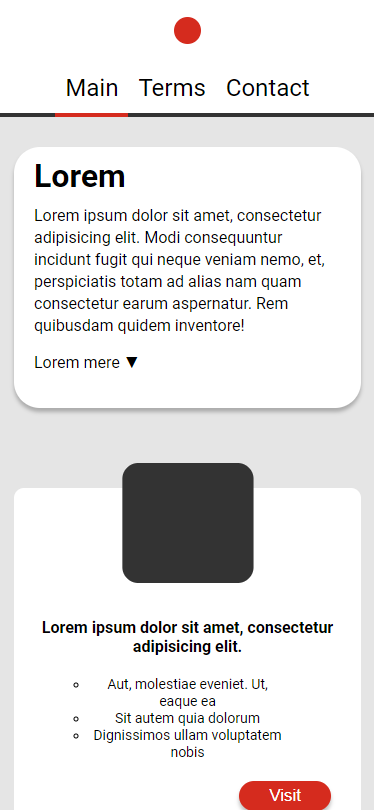 Main Terms Contact
Lorem
Lorem ipsum dolor sit amet, consectetur
adipisicing elit. Modi consequuntur
incidunt fugit qui neque veniam nemo, et,
perspiciatis totam ad alias nam quam
consectetur earum aspernatur. Rem
quibusdam quidem inventore!
Lorem mere ▼
Lorem ipsum dolor sit amet, consectetur
adipisicing elit.
Aut, molestiae eveniet. Ut,
eaque ea
Sit autem quia dolorum
Dignissimos ullam voluptatem
nobis
Visit